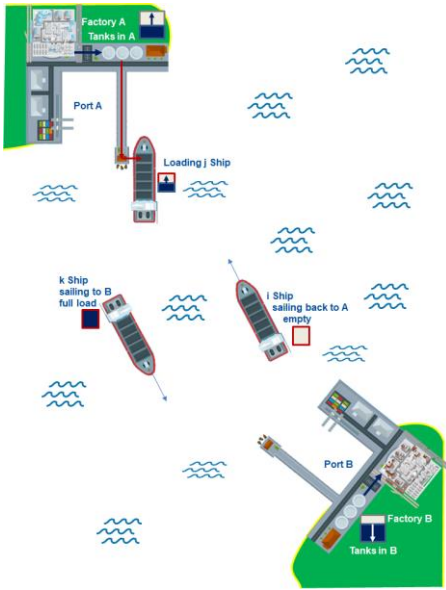 Factory A
Tanks in A
Port A
Loading j Ship
k Ship
sailing to B
full load
i Ship
sailing back to A
empty
Port B
Factory B
Tanks in B